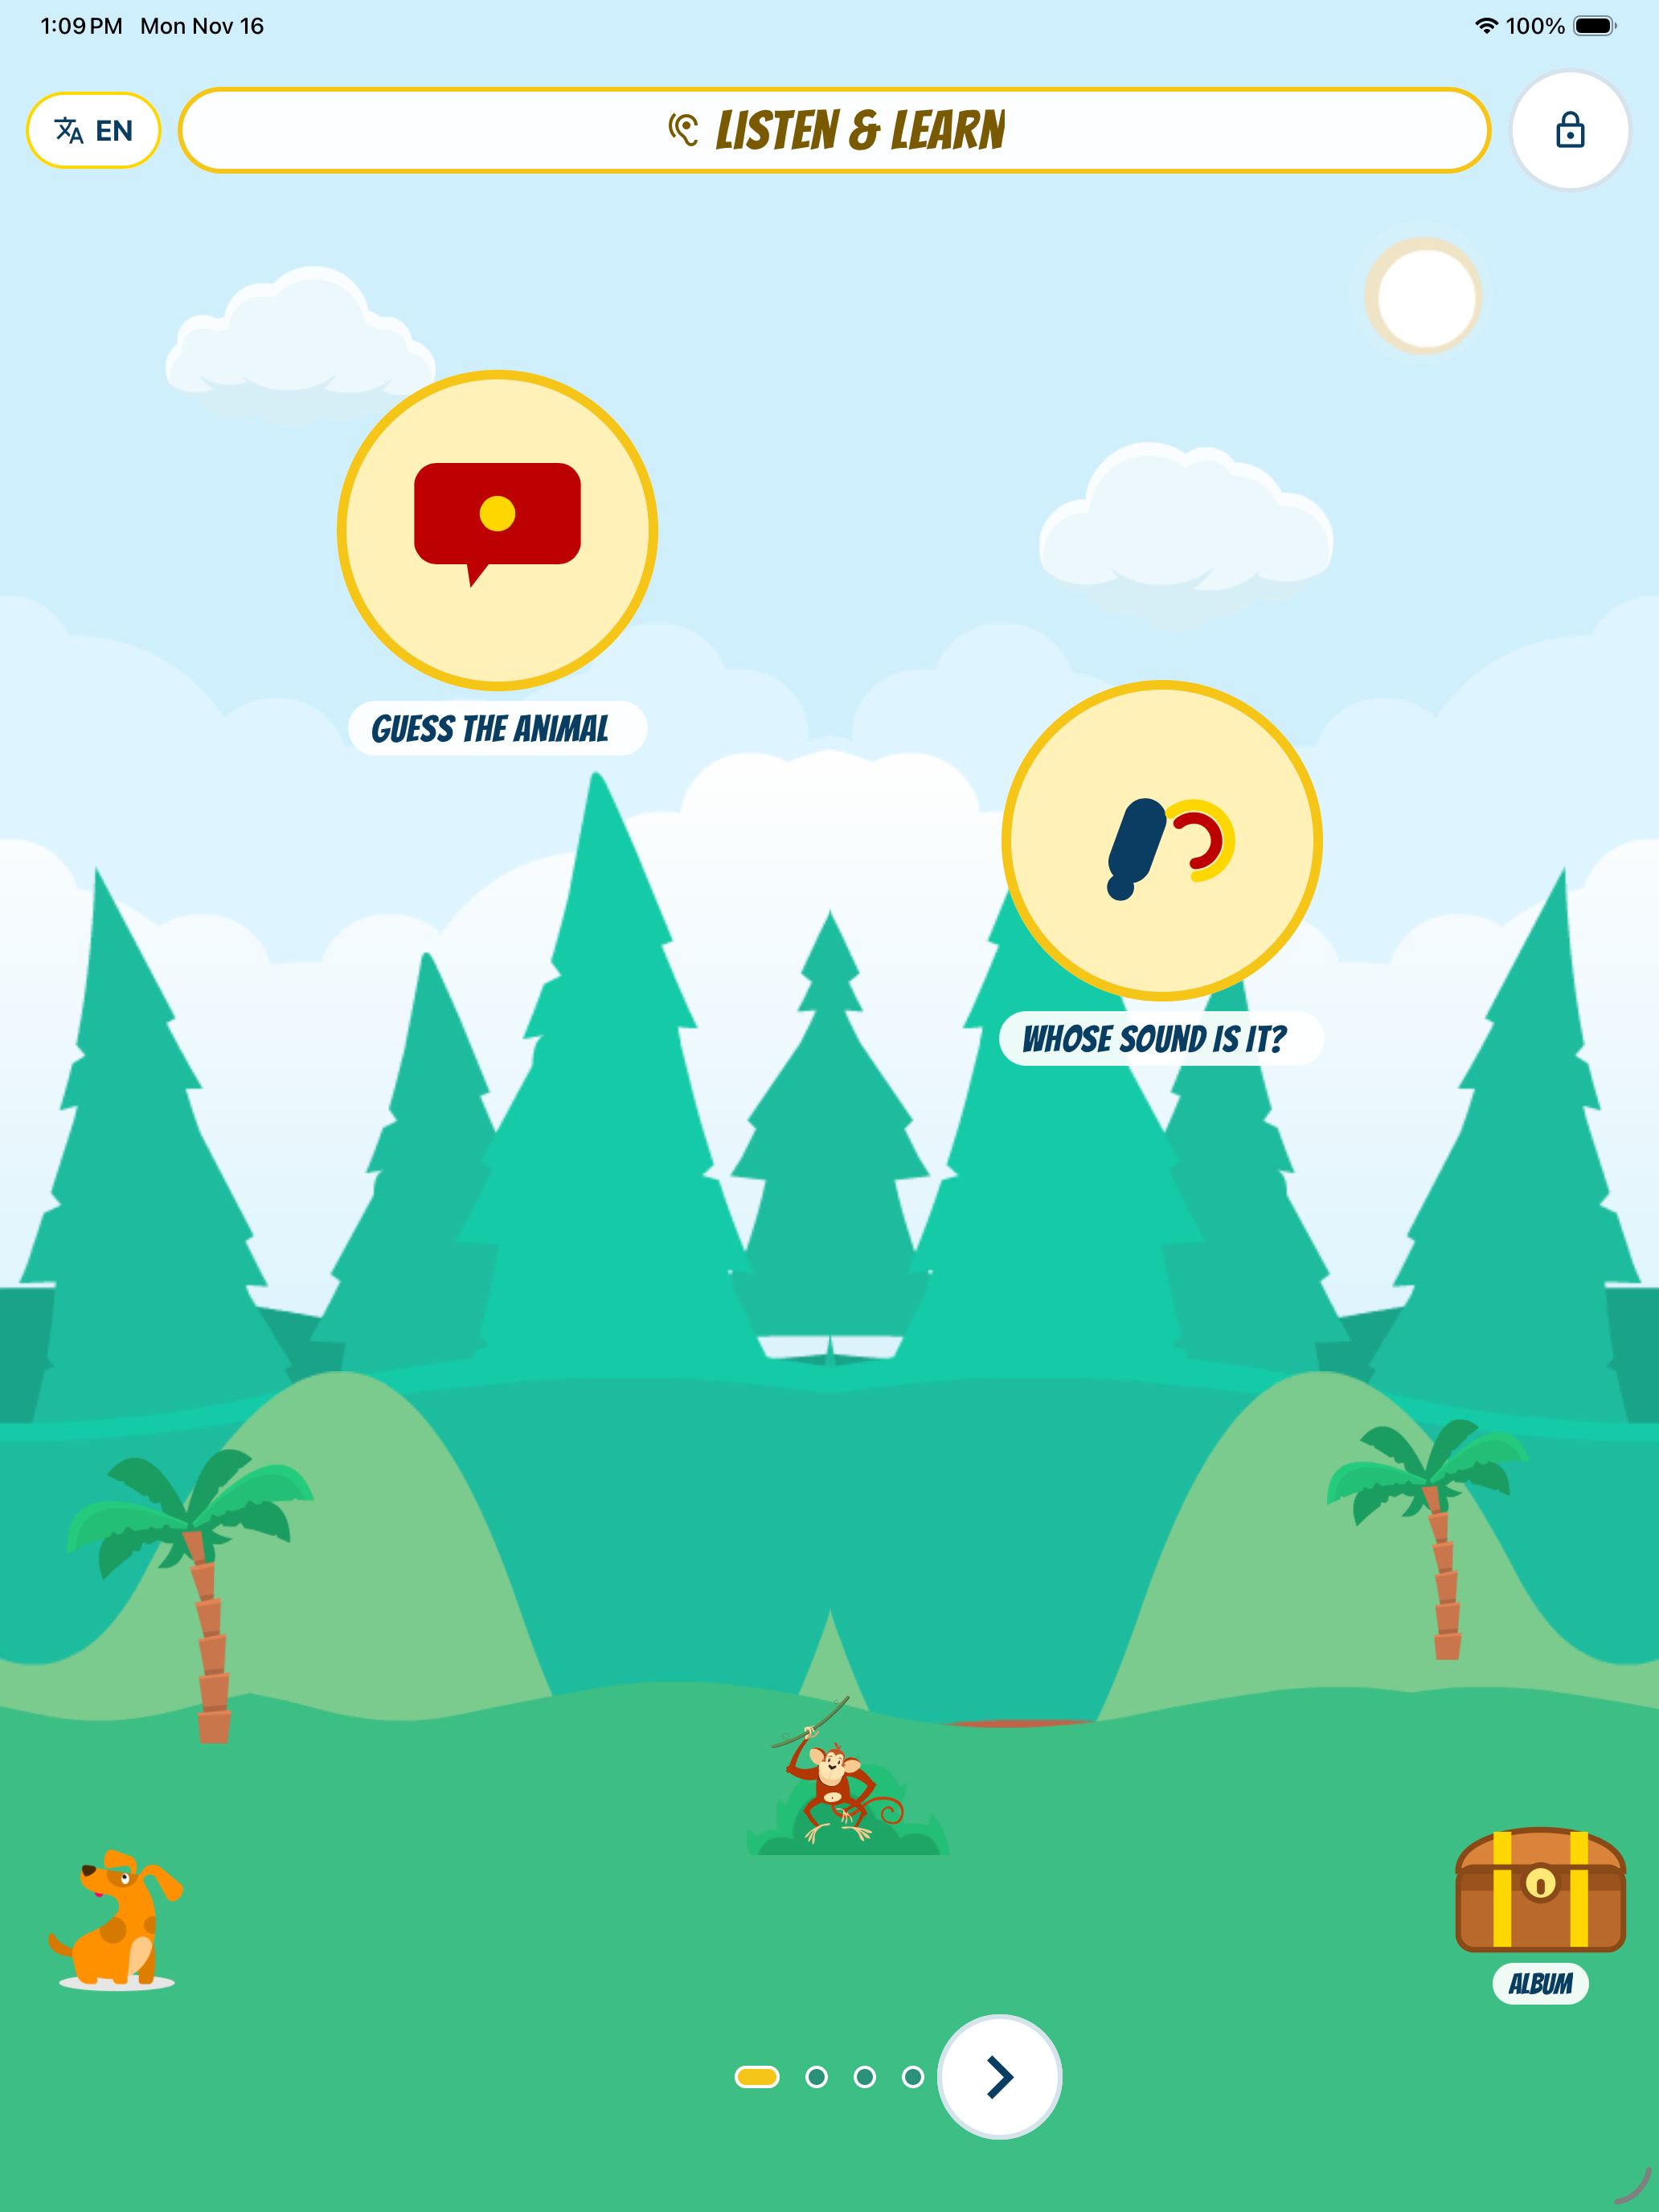 1:09 PM Mon Nov 16
100%
EN
LISTEN & LEARN
GUESS THE ANIMAL
WHOSE SOUND IS IT?
ALBUM